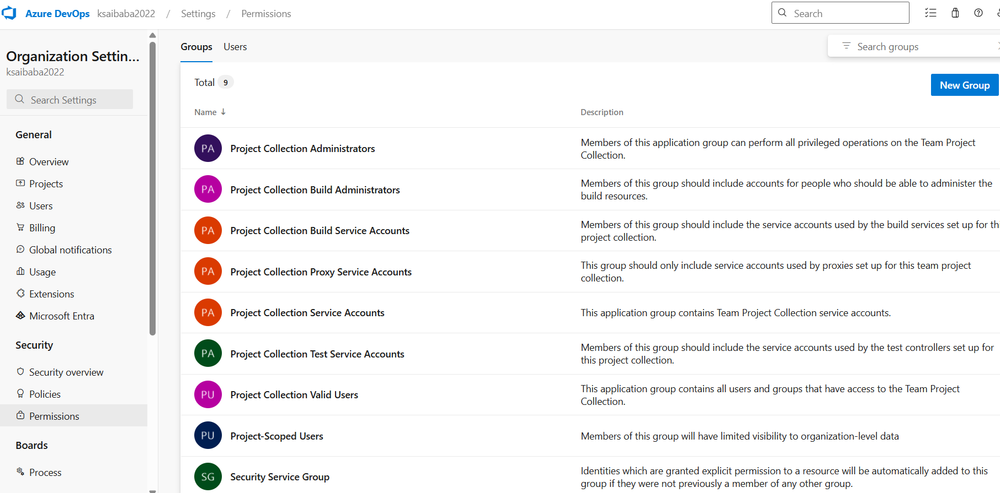 Azure DevOps ksaibaba2022 / Settings / Permissions Search
Organization Settin...
ksaibaba2022
Search Settings
General
Overview
Projects
Users
Billing
Global notifications
Usage
Extensions
Microsoft Entra
Security
Security overview
Policies
Permissions
Boards
Process
Groups Users
Search groups
Total 9
New Group
Name ↓ Description
PA Project Collection Administrators
Members of this application group can perform all privileged operations on the Team Project
Collection.
PA Project Collection Build Administrators
Members of this group should include accounts for people who should be able to administer the
build resources.
PA Project Collection Build Service Accounts
Members of this group should include the service accounts used by the build services set up for thi
project collection.
PA Project Collection Proxy Service Accounts
This group should only include service accounts used by proxies set up for this team project
collection.
PA Project Collection Service Accounts
This application group contains Team Project Collection service accounts.
PA Project Collection Test Service Accounts
Members of this group should include the service accounts used by the test controllers set up for
this project collection.
PU Project Collection Valid Users
This application group contains all users and groups that have access to the Team Project
Collection.
PU Project-Scoped Users
Members of this group will have limited visibility to organization-level data
SG Security Service Group
Identities which are granted explicit permission to a resource will be automatically added to this
group if they were not previously a member of any other group.